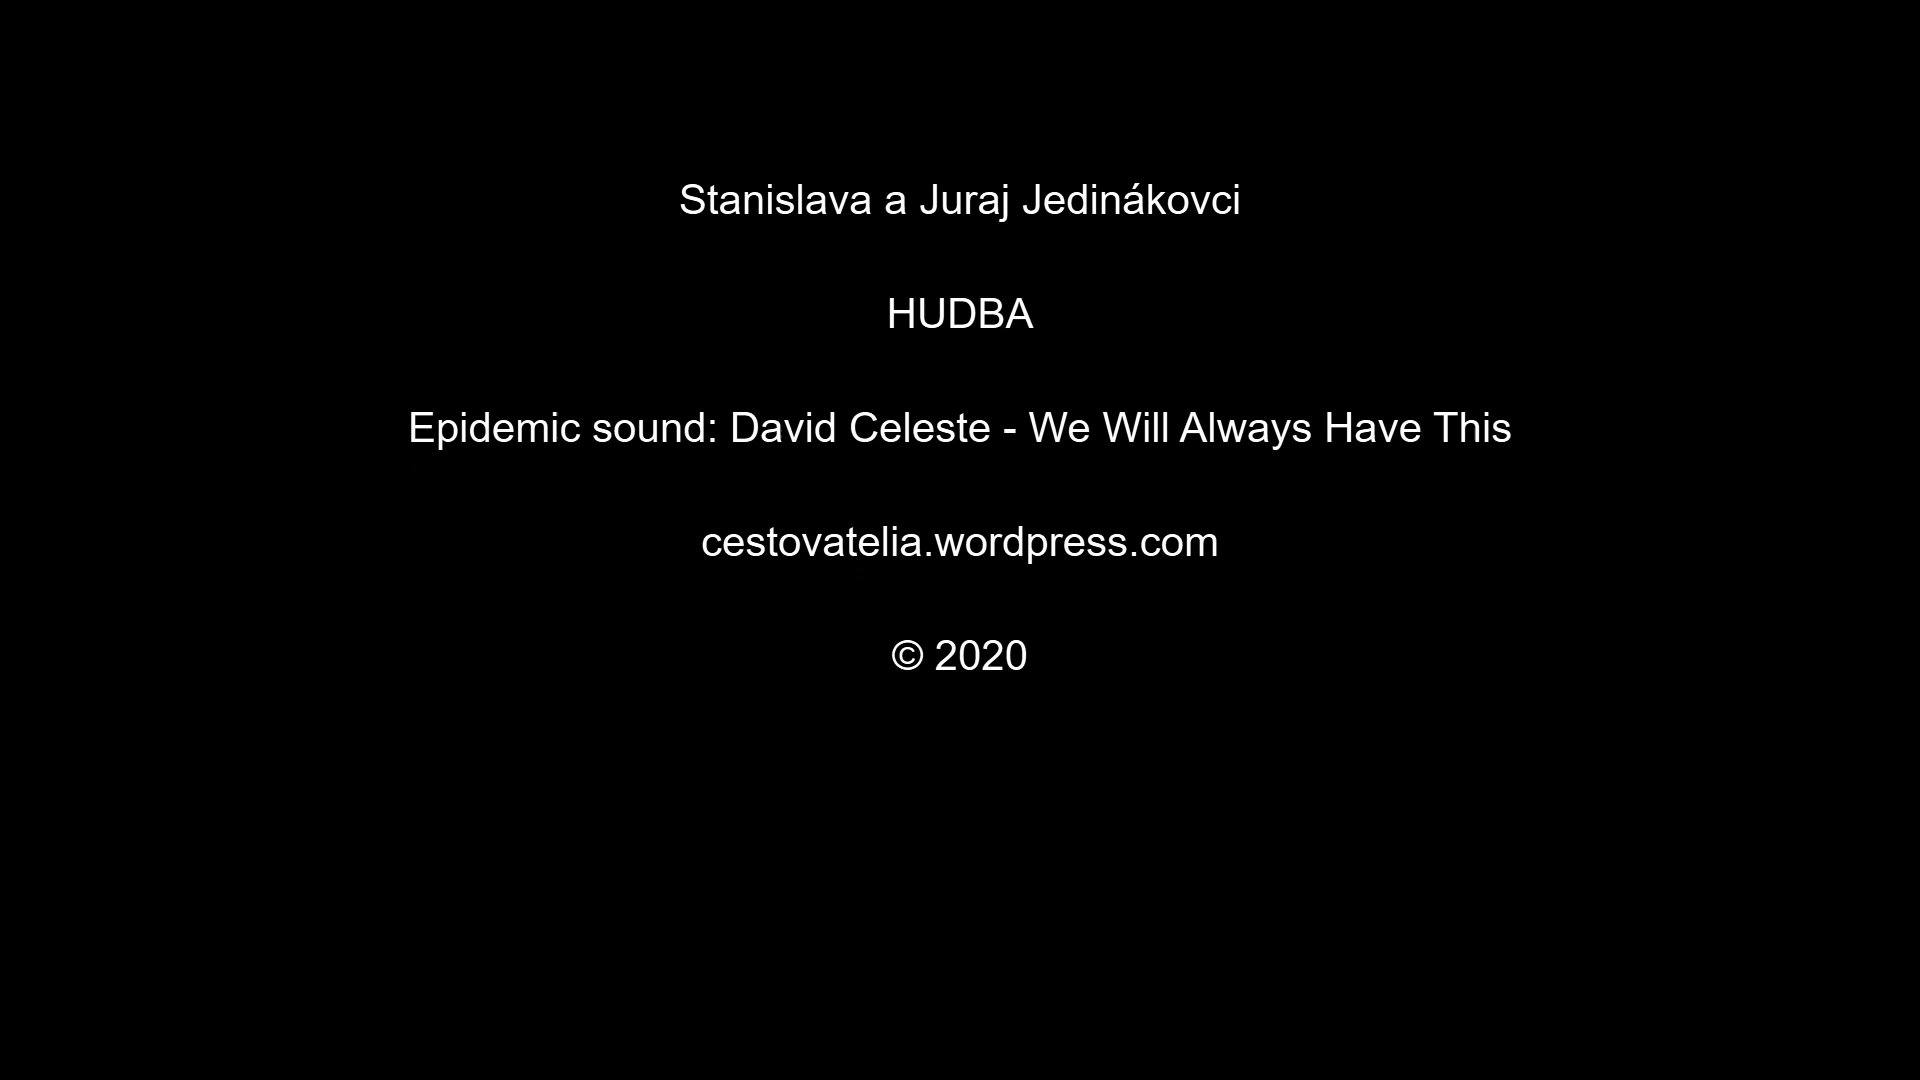 Stanislava a Juraj Jedinákovci
HUDBA
Epidemic sound: David Celeste - We Will Always Have This
cestovatelia.wordpress.com
© 2020